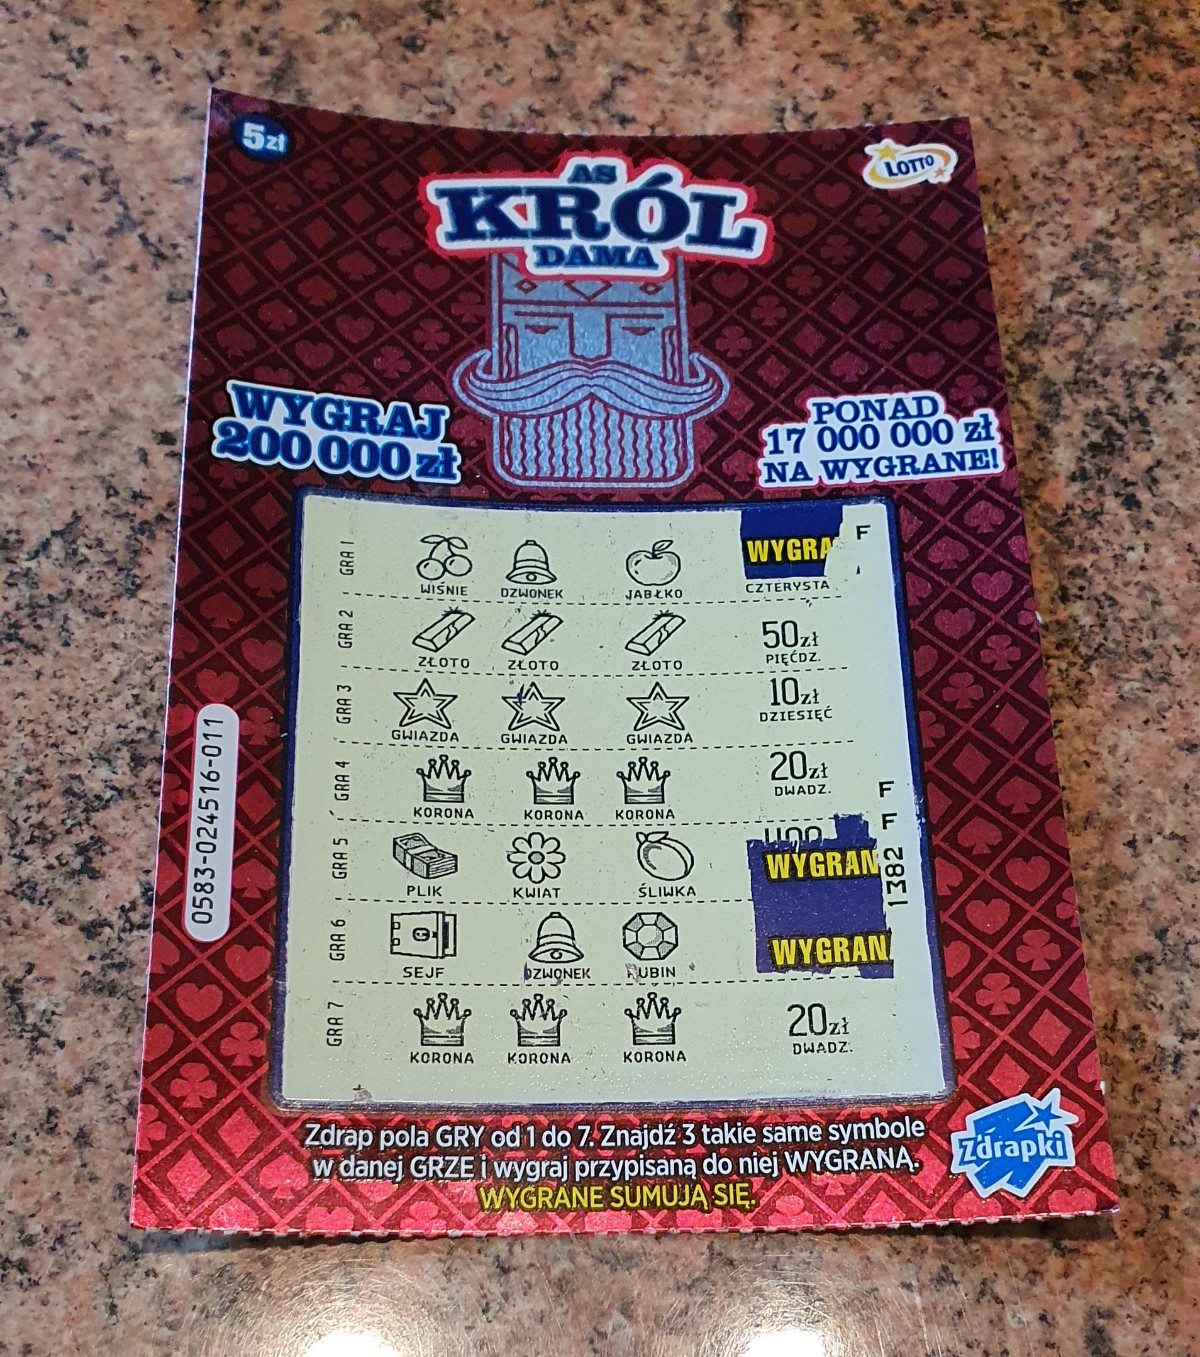 5zł
LOTTO
AS
KRÓL
DAMA
WYGRAJ
200 000 zł
PONAD
17 000 000 zł
NA WYGRANE!
GRA 1
WIŚNIE DZWONEK JABŁKO
WYGRA
CZTERYSTA
F
GRA 2
ZŁOTO ZŁOTO ZŁOTO
50zł
PIĘĆDZ.
GRA 3
GWIAZDA GWIAZDA GWIAZDA
10zł
DZIESIĘĆ
GRA 4
KORONA KORONA KORONA
20zł
DWADZ.
F
F
GRA 5
PLIK KWIAT ŚLIWKA
WYGRAN
1382
GRA 6
SEJF DZWONEK RUBIN
WYGRAN
GRA 7
KORONA KORONA KORONA
20zł
DWADZ.
0583-024516-011
Zdrap pola GRY od 1 do 7. Znajdź 3 takie same symbole
w danej GRZE i wygraj przypisaną do niej WYGRANĄ.
WYGRANE SUMUJĄ SIĘ.
Zdrapki